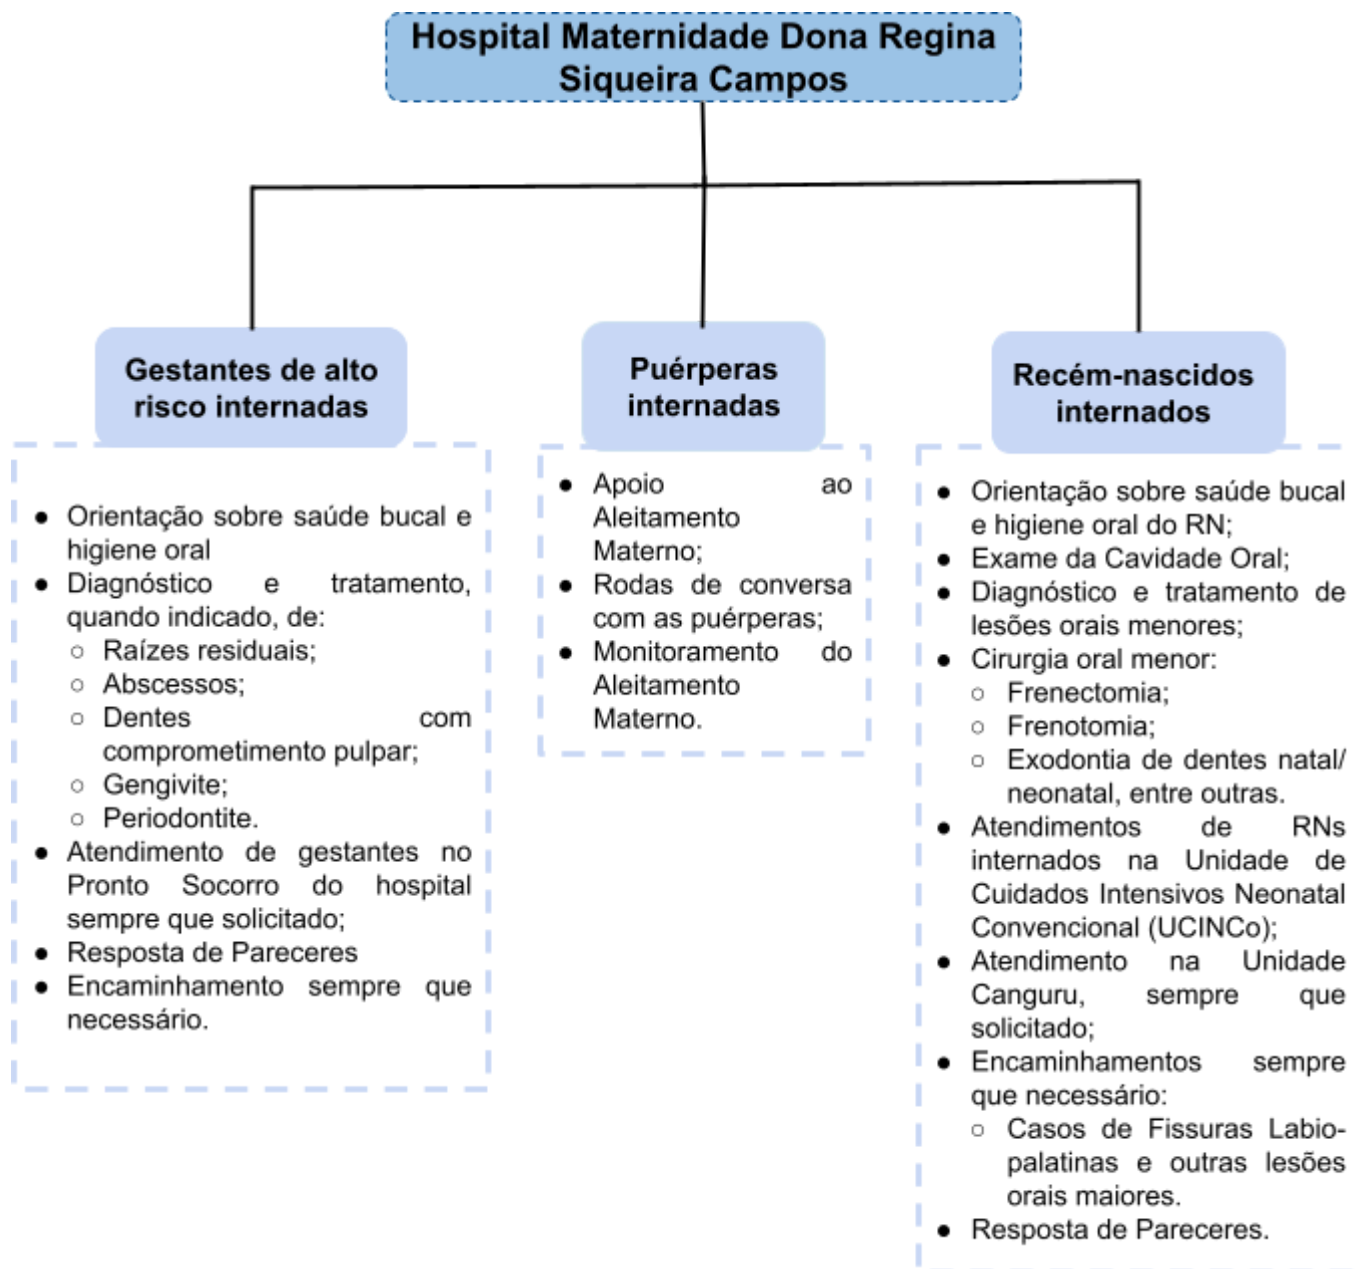 Hospital Maternidade Dona Regina
Siqueira Campos
Gestantes de alto
risco internadas
● Orientação sobre saúde bucal e
higiene oral
● Diagnóstico e tratamento,
quando indicado, de:
○ Raízes residuais;
○ Abscessos;
○ Dentes com
comprometimento pulpar;
○ Gengivite;
○ Periodontite.
● Atendimento de gestantes no
Pronto Socorro do hospital
sempre que solicitado;
● Resposta de Pareceres
● Encaminhamento sempre que
necessário.
Puérperas
internadas
● Apoio ao
Aleitamento
Materno;
● Rodas de conversa
com as puérperas;
● Monitoramento do
Aleitamento
Materno.
Recém-nascidos
internados
● Orientação sobre saúde bucal
e higiene oral do RN;
● Exame da Cavidade Oral;
● Diagnóstico e tratamento de
lesões orais menores;
● Cirurgia oral menor:
○ Frenectomia;
○ Frenotomia;
○ Exodontia de dentes natal/
neonatal, entre outras.
● Atendimentos de RNs
internados na Unidade de
Cuidados Intensivos Neonatal
Convencional (UCINCo);
● Atendimento na Unidade
Canguru, sempre que
solicitado;
● Encaminhamentos sempre
que necessário:
○ Casos de Fissuras Labio-
palatinas e outras lesões
orais maiores.
● Resposta de Pareceres.